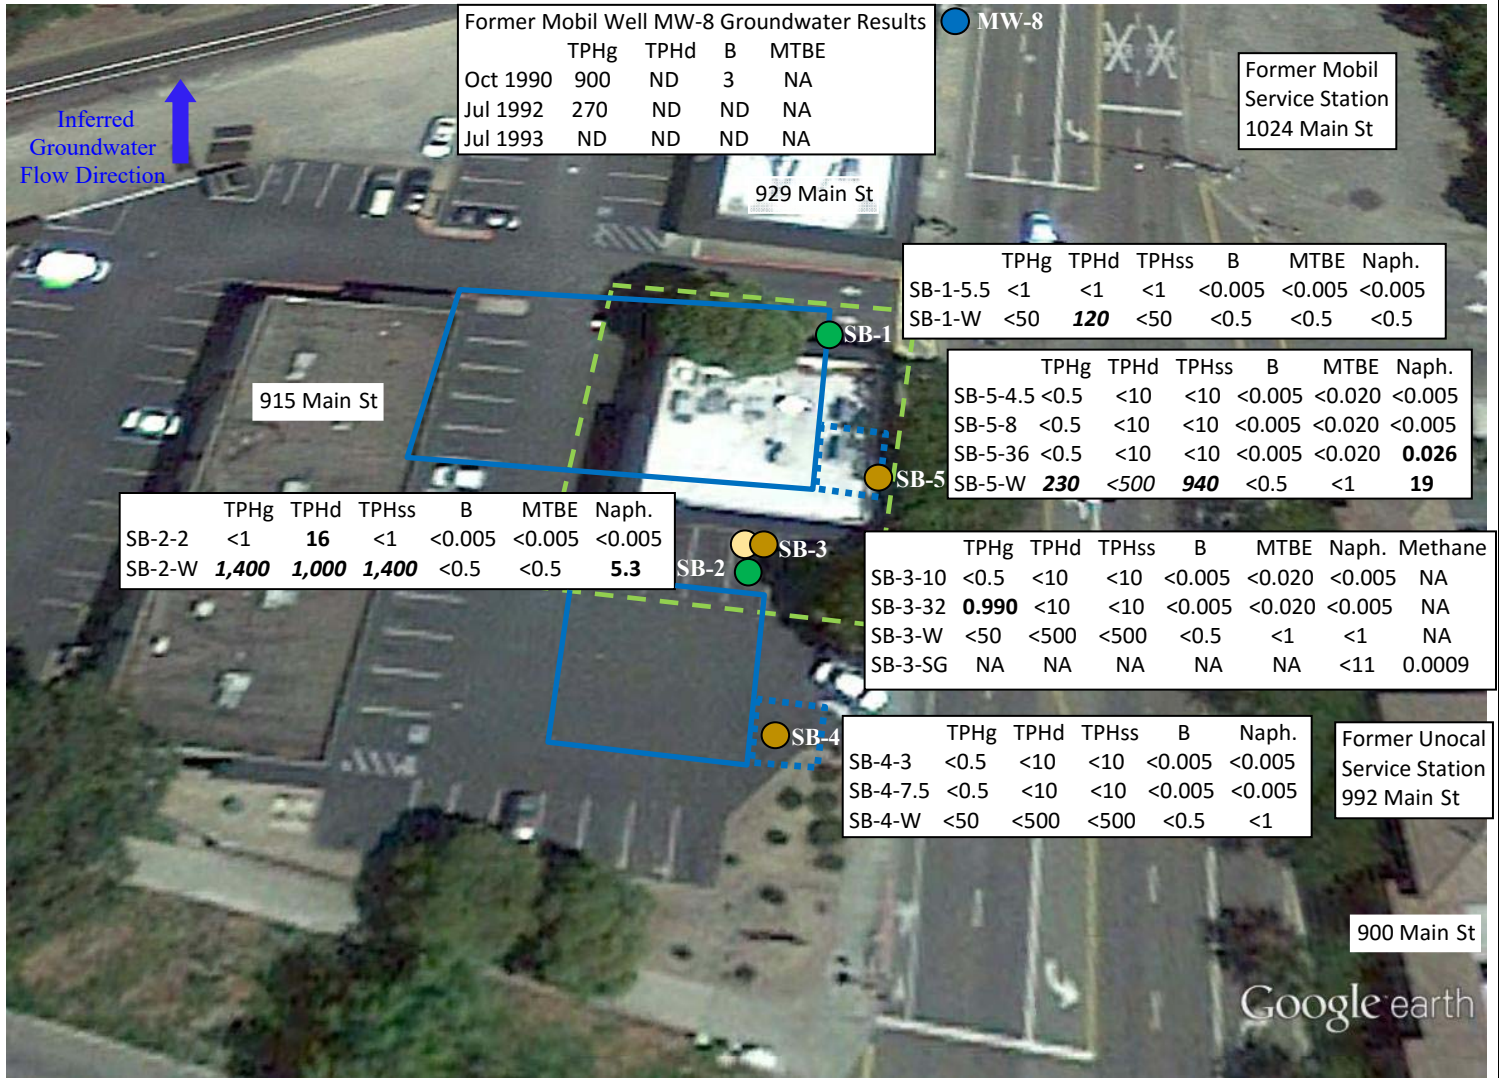 Former Mobil Well MW-8 Groundwater Results
TPHg TPHd B MTBE
Oct 1990 900 ND 3 NA
Jul 1992 270 ND ND NA
Jul 1993 ND ND ND NA
MW-8
Former Mobil
Service Station
1024 Main St
Inferred
Groundwater
Flow Direction
929 Main St
TPHg TPHd TPHss B MTBE Naph.
SB-1-5.5 <1 <1 <1 <0.005 <0.005 <0.005
SB-1-W <50 120 <50 <0.5 <0.5 <0.5
SB-1
915 Main St
TPHg TPHd TPHss B MTBE Naph.
SB-5-4.5 <0.5 <10 <10 <0.005 <0.020 <0.005
SB-5-8 <0.5 <10 <10 <0.005 <0.020 <0.005
SB-5-36 <0.5 <10 <10 <0.005 <0.020 0.026
SB-5-W 230 <500 940 <0.5 <1 19
SB-5
TPHg TPHd TPHss B MTBE Naph.
SB-2-2 <1 16 <1 <0.005 <0.005 <0.005
SB-2-W 1,400 1,000 1,400 <0.5 <0.5 5.3
SB-3
SB-2
TPHg TPHd TPHss B MTBE Naph. Methane
SB-3-10 <0.5 <10 <10 <0.005 <0.020 <0.005 NA
SB-3-32 0.990 <10 <10 <0.005 <0.020 <0.005 NA
SB-3-W <50 <500 <500 <0.5 <1 <1 NA
SB-3-SG NA NA NA NA NA <11 0.0009
SB-4
TPHg TPHd TPHss B Naph.
SB-4-3 <0.5 <10 <10 <0.005 <0.005
SB-4-7.5 <0.5 <10 <10 <0.005 <0.005
SB-4-W <50 <500 <500 <0.5 <1
Former Unocal
Service Station
992 Main St
900 Main St
Google earth